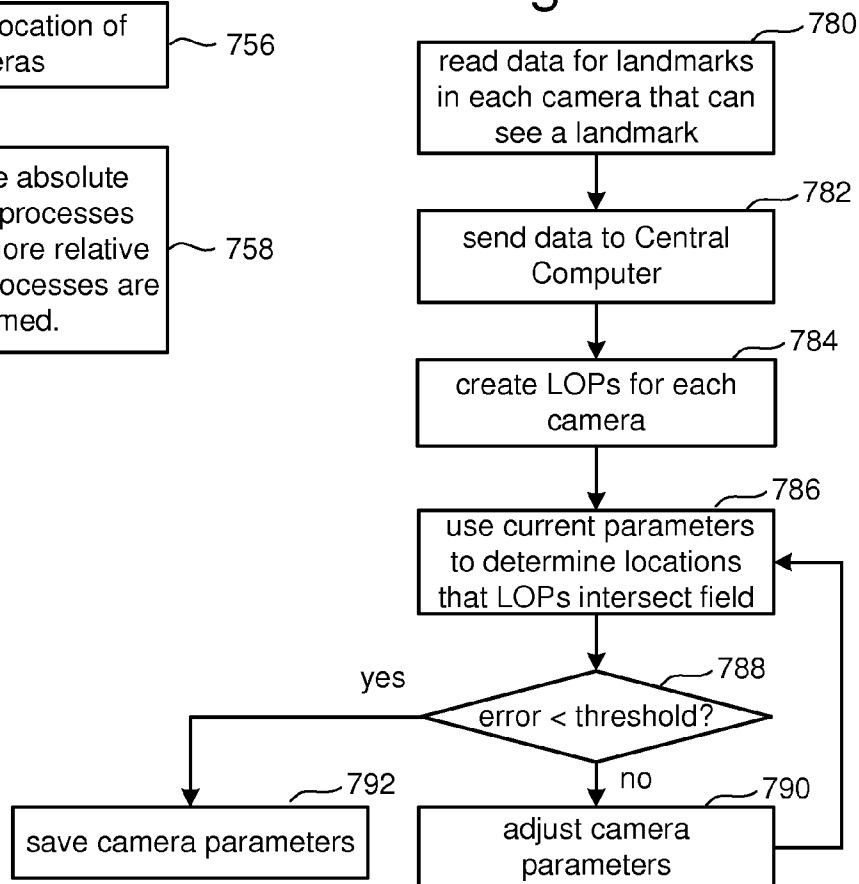 ocation of
eras
756
e absolute
processes
ore relative
ocesses are
med.
758
780
read data for landmarks
in each camera that can
see a landmark
782
send data to Central
Computer
784
create LOPs for each
camera
786
use current parameters
to determine locations
that LOPs intersect field
788
error < threshold?
yes
no
792
save camera parameters
790
adjust camera
parameters